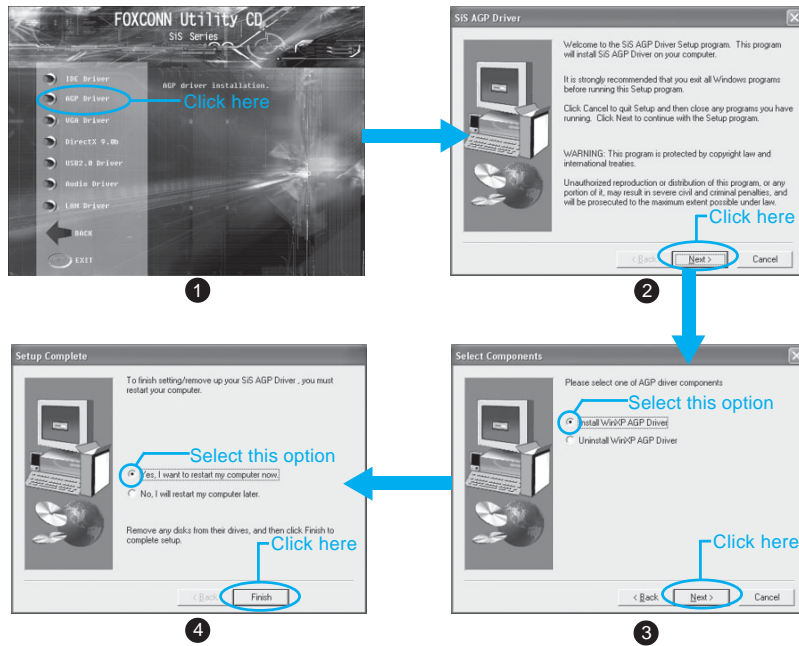 FOXCONN Utility CD
SiS Series
IDE Driver
AGP Driver
VGA Driver
DirectX 9.0b
USB2.0 Driver
Audio Driver
LAN Driver
BACK
EXIT
AGP driver installation.
Click here
1
SiS AGP Driver
Welcome to the SiS AGP Driver Setup program. This program
will install SiS AGP Driver on your computer.
It is strongly recommended that you exit all Windows programs
before running this Setup program.
Click Cancel to quit Setup and then close any programs you have
running. Click Next to continue with the Setup program.
WARNING: This program is protected by copyright law and
international treaties.
Unauthorized reproduction or distribution of this program, or any
portion of it, may result in severe civil and criminal penalties, and
will be prosecuted to the maximum extent possible under law.
Click here
< Back Next > Cancel
2
Select Components
Please select one of AGP driver components
Select this option
Install WinXP AGP Driver
Uninstall WinXP AGP Driver
Click here
< Back Next > Cancel
3
Setup Complete
To finish setting/remove up your SiS AGP Driver , you must
restart your computer.
Select this option
Yes, I want to restart my computer now.
No, I will restart my computer later.
Remove any disks from their drives, and then click Finish to
complete setup.
Click here
< Back Finish
4